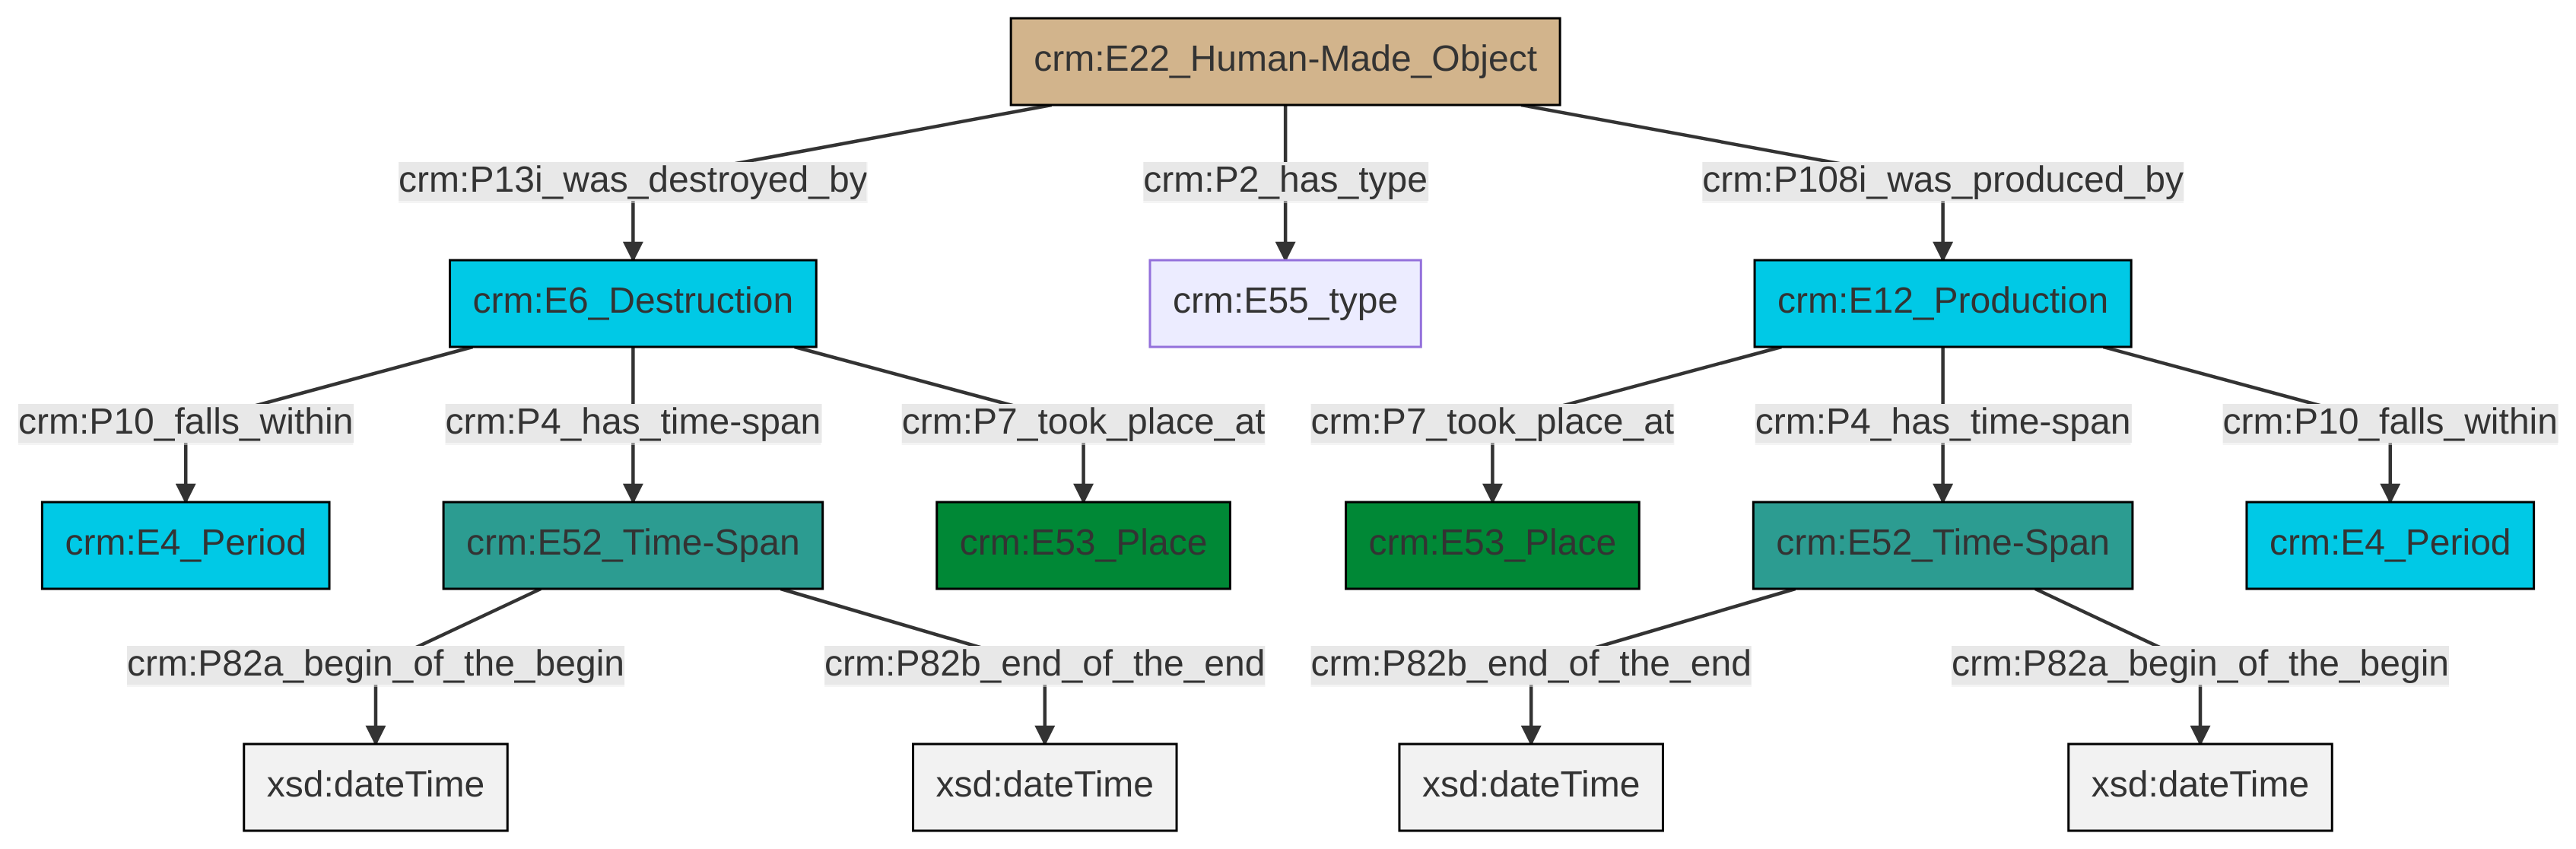 crm:E22_Human-Made_Object
crm:P13i_was_destroyed_by
crm:P2_has_type
crm:P108i_was_produced_by
crm:E6_Destruction
crm:E55_type
crm:E12_Production
crm:P10_falls_within
crm:P4_has_time-span
crm:P7_took_place_at
crm:P7_took_place_at
crm:P4_has_time-span
crm:P10_falls_within
crm:E4_Period
crm:E52_Time-Span
crm:E53_Place
crm:E53_Place
crm:E52_Time-Span
crm:E4_Period
crm:P82a_begin_of_the_begin
crm:P82b_end_of_the_end
crm:P82b_end_of_the_end
crm:P82a_begin_of_the_begin
xsd:dateTime
xsd:dateTime
xsd:dateTime
xsd:dateTime